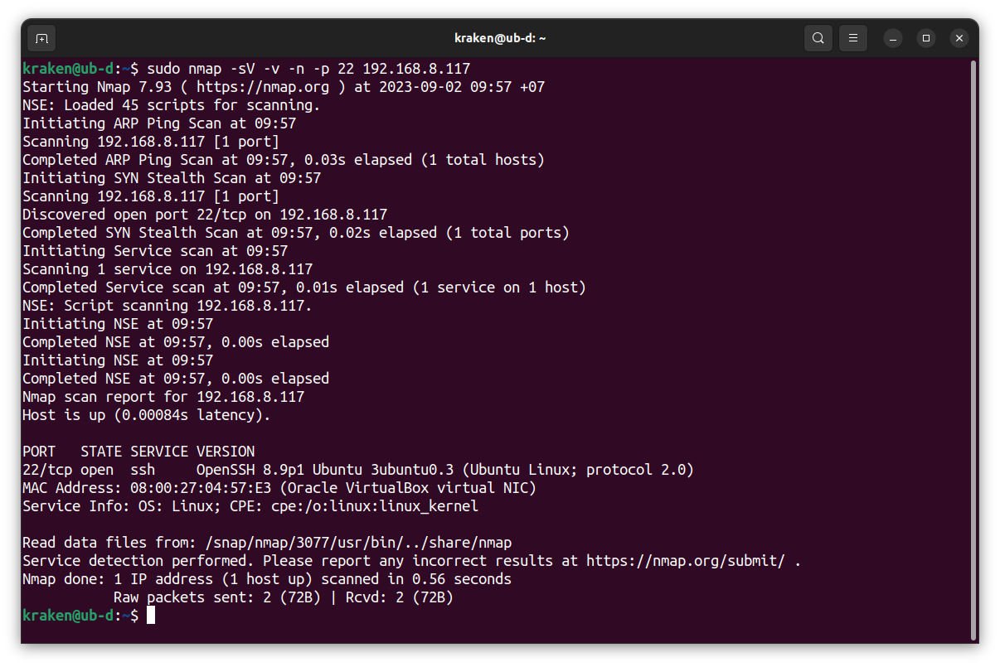 kraken@ub-d: ~
kraken@ub-d:~$ sudo nmap -sV -v -n -p 22 192.168.8.117
Starting Nmap 7.93 ( https://nmap.org ) at 2023-09-02 09:57 +07
NSE: Loaded 45 scripts for scanning.
Initiating ARP Ping Scan at 09:57
Scanning 192.168.8.117 [1 port]
Completed ARP Ping Scan at 09:57, 0.03s elapsed (1 total hosts)
Initiating SYN Stealth Scan at 09:57
Scanning 192.168.8.117 [1 port]
Discovered open port 22/tcp on 192.168.8.117
Completed SYN Stealth Scan at 09:57, 0.02s elapsed (1 total ports)
Initiating Service scan at 09:57
Scanning 1 service on 192.168.8.117
Completed Service scan at 09:57, 0.01s elapsed (1 service on 1 host)
NSE: Script scanning 192.168.8.117.
Initiating NSE at 09:57
Completed NSE at 09:57, 0.00s elapsed
Initiating NSE at 09:57
Completed NSE at 09:57, 0.00s elapsed
Nmap scan report for 192.168.8.117
Host is up (0.00084s latency).

PORT   STATE SERVICE VERSION
22/tcp open  ssh     OpenSSH 8.9p1 Ubuntu 3ubuntu0.3 (Ubuntu Linux; protocol 2.0)
MAC Address: 08:00:27:04:57:E3 (Oracle VirtualBox virtual NIC)
Service Info: OS: Linux; CPE: cpe:/o:linux:linux_kernel

Read data files from: /snap/nmap/3077/usr/bin/../share/nmap
Service detection performed. Please report any incorrect results at https://nmap.org/submit/ .
Nmap done: 1 IP address (1 host up) scanned in 0.56 seconds
           Raw packets sent: 2 (72B) | Rcvd: 2 (72B)
kraken@ub-d:~$